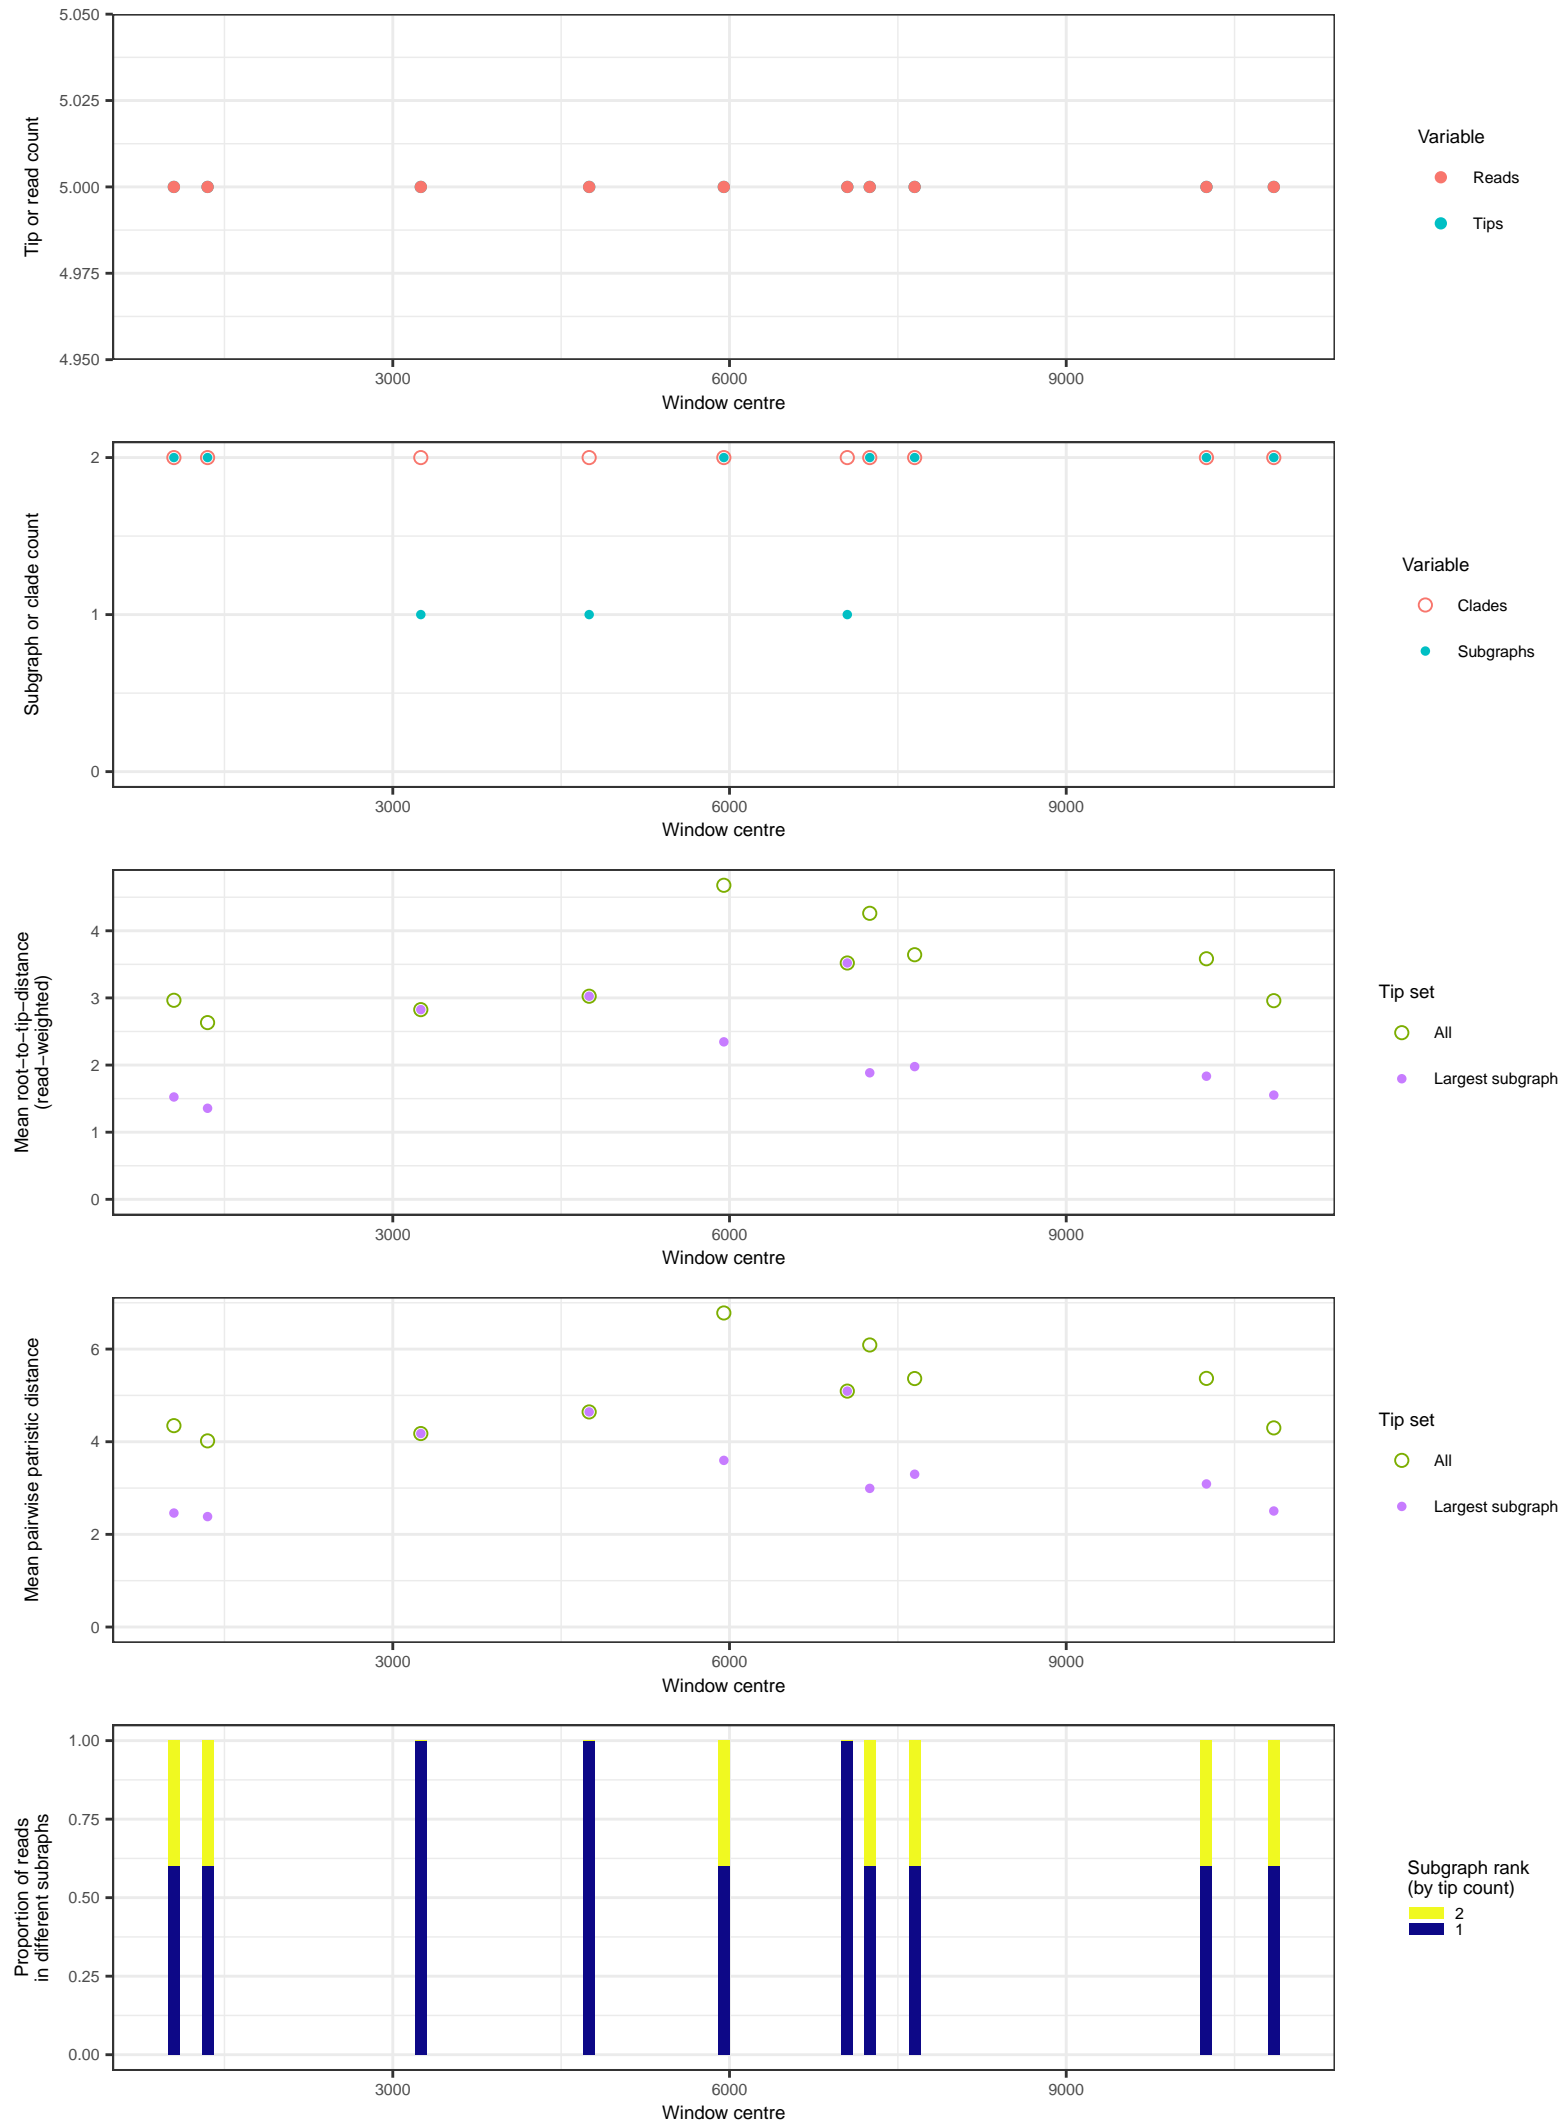 5.050
5.025
5.000
4.975
4.950
Tip or read count
3000 6000 9000
Window centre
Variable
Reads
Tips
2
1
0
Subgraph or clade count
3000 6000 9000
Window centre
Variable
Clades
Subgraphs
4
3
2
1
0
Mean root−to−tip−distance
(read−weighted)
3000 6000 9000
Window centre
Tip set
All
Largest subgraph
6
4
2
0
Mean pairwise patristic distance
3000 6000 9000
Window centre
Tip set
All
Largest subgraph
1.00
0.75
0.50
0.25
0.00
Proportion of reads
in different subraphs
3000 6000 9000
Window centre
Subgraph rank
(by tip count)
2
1